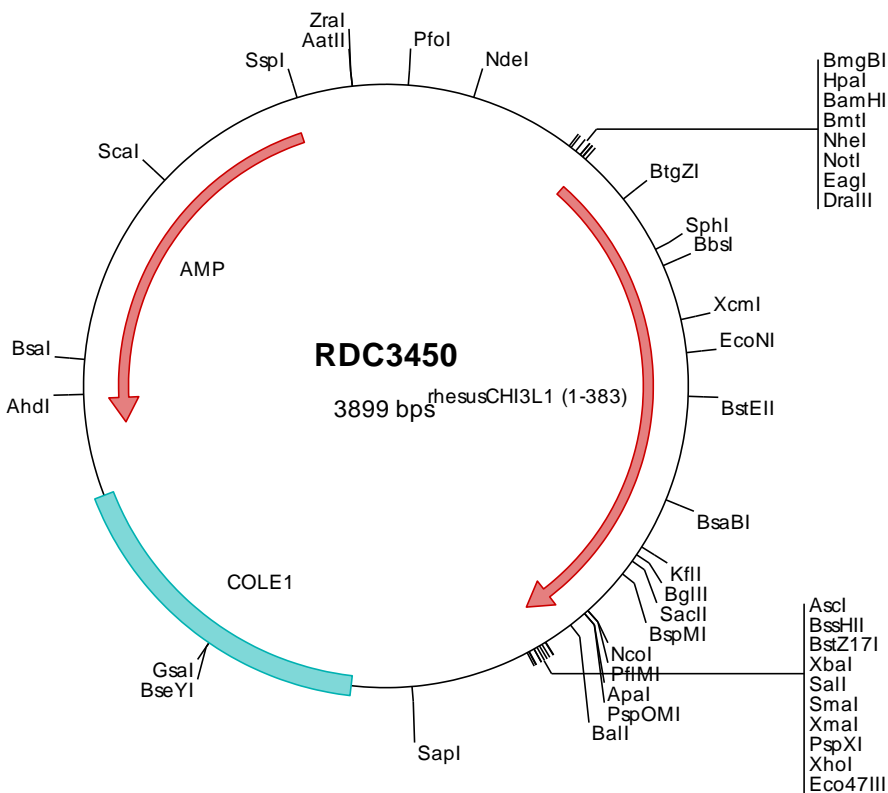 ZraI
AatII
SspI
PfoI
NdeI
ScaI
BmgBI
HpaI
BamHI
BmtI
NheI
NotI
EagI
DraIII
BtgZI
SphI
BbsI
AMP
XcmI
EcoNI
BsaI
AhdI
RDC3450
3899 bps
rhesusCHI3L1 (1-383)
BstEII
BsaBI
KflI
BglII
SacII
BspMI
COLE1
NcoI
PflMI
ApaI
PspOMI
BalI
GsaI
BseYI
SapI
AscI
BssHII
BstZ17I
XbaI
SalI
SmaI
XmaI
PspXI
XhoI
Eco47III